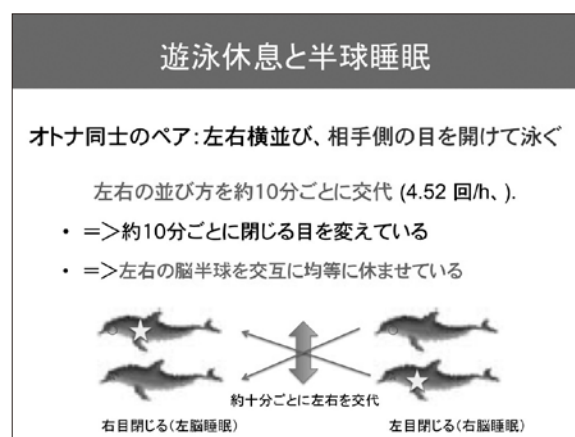 遊泳休息と半球睡眠
オトナ同士のペア:左右横並び、相手側の目を開けて泳ぐ
左右の並び方を約10分ごとに交代 (4.52 回/h、).
・ =>約10分ごとに閉じる目を変えている
・ =>左右の脳半球を交互に均等に休ませている
約十分ごとに左右を交代
右目閉じる(左脳睡眠) 左目閉じる(右脳睡眠)